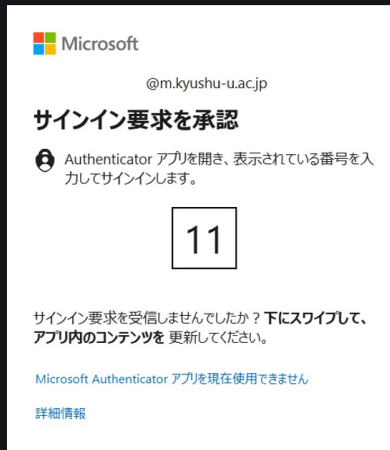 Microsoft
@m.kyushu-u.ac.jp
サインイン要求を承認
Authenticator アプリを開き、表示されている番号を入
力してサインインします。
11
サインイン要求を受信しませんでしたか？下にスワイプして、
アプリ内のコンテンツを 更新してください。
Microsoft Authenticator アプリを現在使用できません
詳細情報